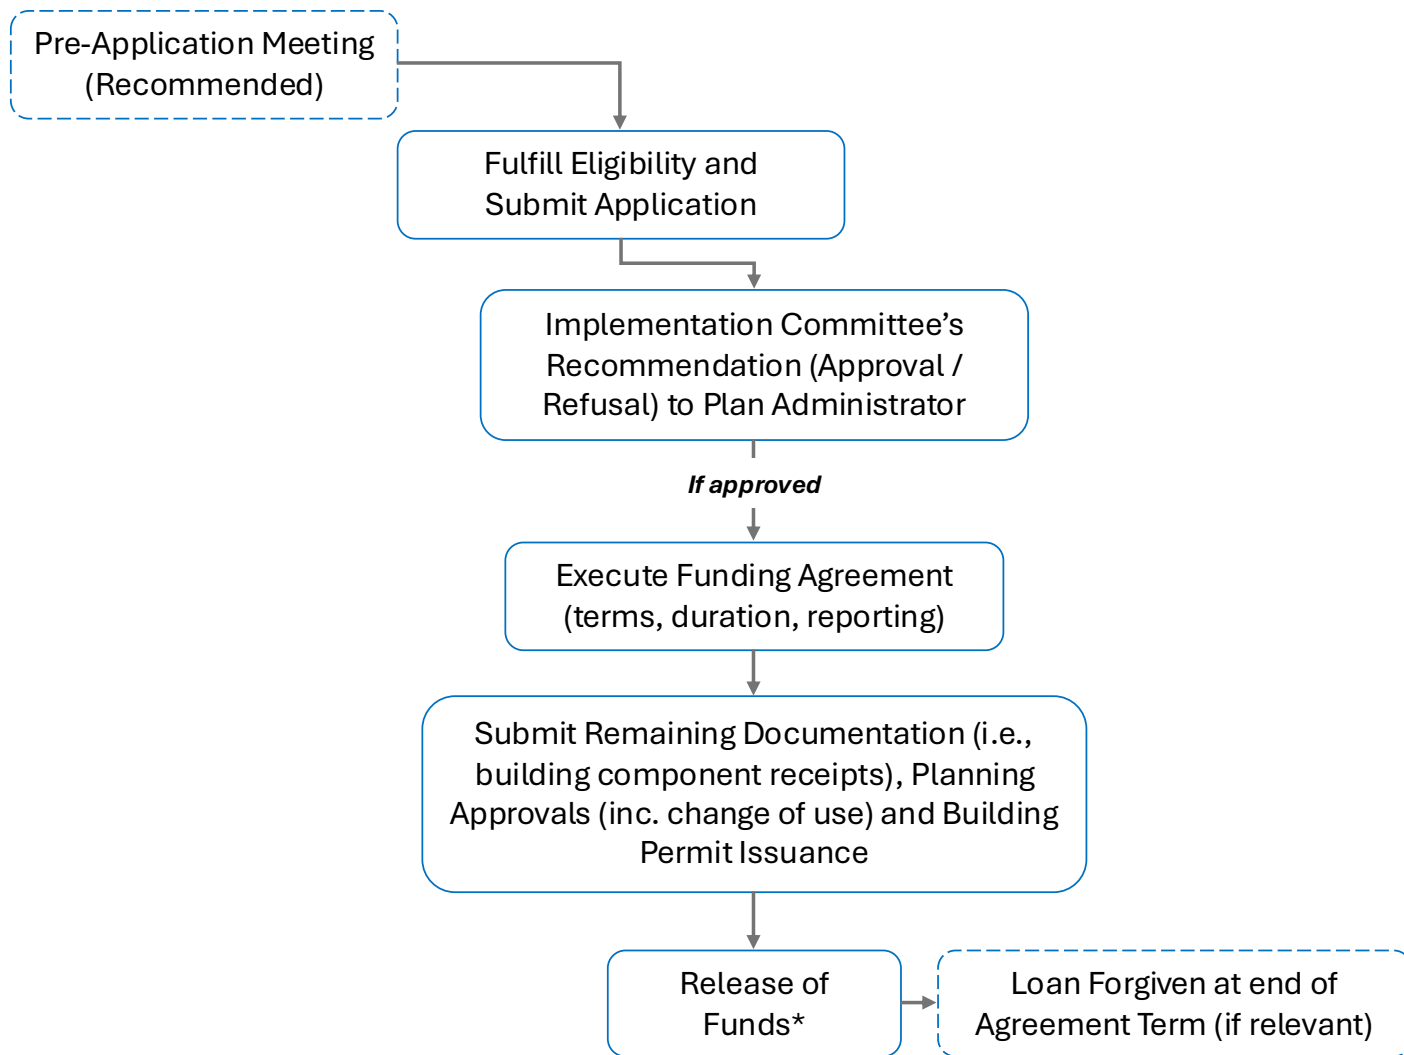 Pre-Application Meeting
(Recommended)
Fulfill Eligibility and
Submit Application
Implementation Committee’s
Recommendation (Approval /
Refusal) to Plan Administrator
If approved
Execute Funding Agreement
(terms, duration, reporting)
Submit Remaining Documentation (i.e.,
building component receipts), Planning
Approvals (inc. change of use) and Building
Permit Issuance
Release of
Funds*
Loan Forgiven at end of
Agreement Term (if relevant)